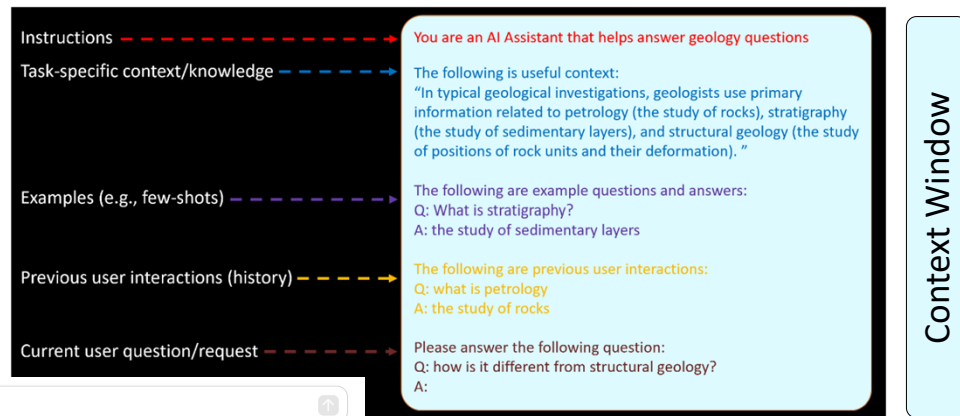 Instructions
You are an AI Assistant that helps answer geology questions
Task-specific context/knowledge
The following is useful context:
“In typical geological investigations, geologists use primary
information related to petrology (the study of rocks), stratigraphy
(the study of sedimentary layers), and structural geology (the study
of positions of rock units and their deformation). ”
Examples (e.g., few-shots)
The following are example questions and answers:
Q: What is stratigraphy?
A: the study of sedimentary layers
Previous user interactions (history)
The following are previous user interactions:
Q: what is petrology
A: the study of rocks
Current user question/request
Please answer the following question:
Q: how is it different from structural geology?
A:
Context Window